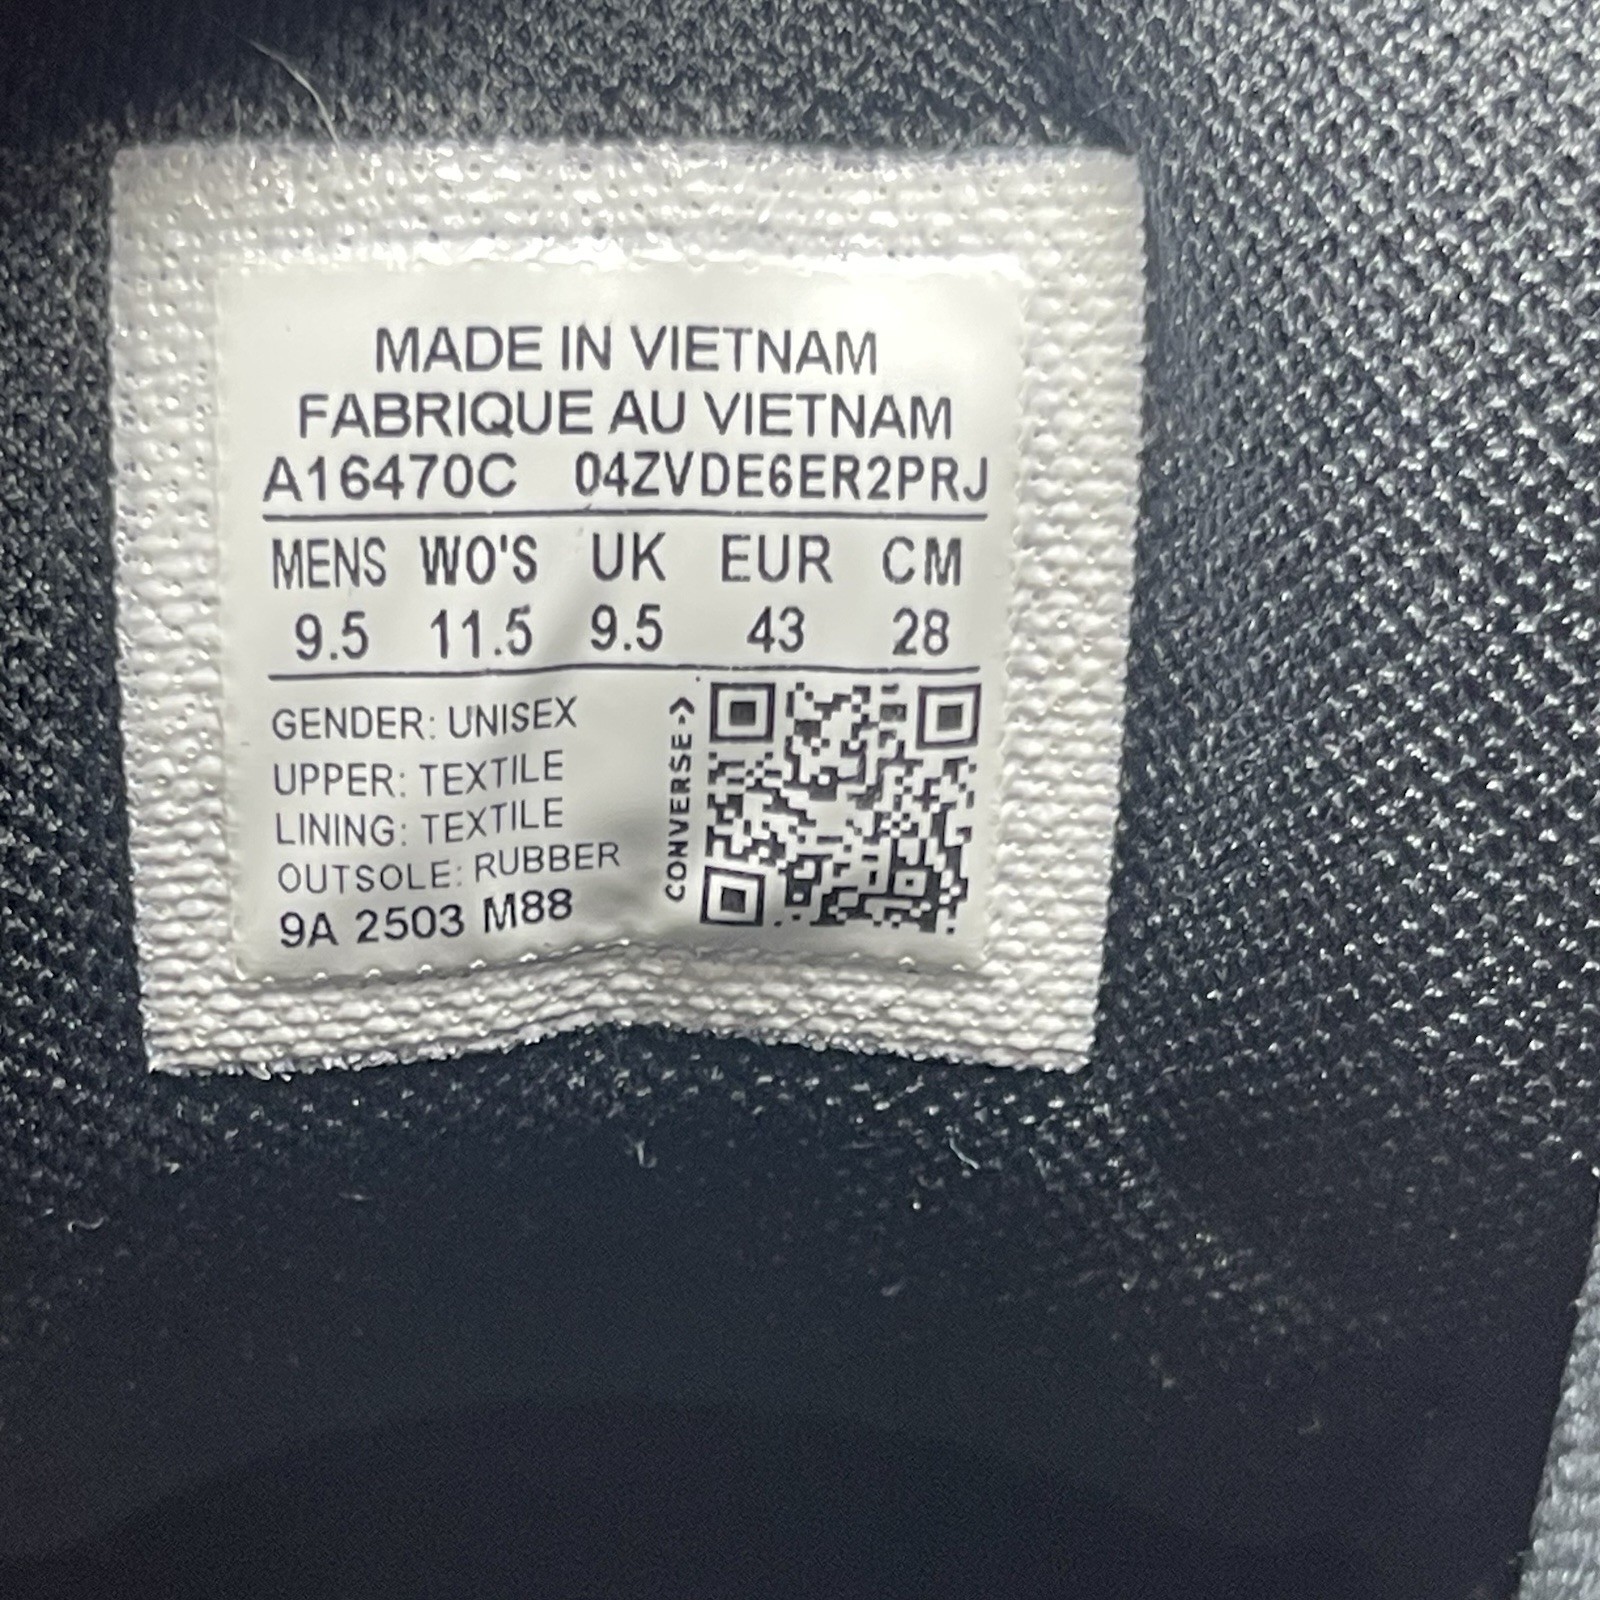 MADE IN VIETNAM
FABRIQUE AU VIETNAM
A16470C 04ZVDE6ER2PRJ
MENS WO'S UK EUR CM
9.5 11.5 9.5 43 28
GENDER: UNISEX
UPPER: TEXTILE
LINING: TEXTILE
OUTSOLE: RUBBER
9A 2503 M88
CONVERSE